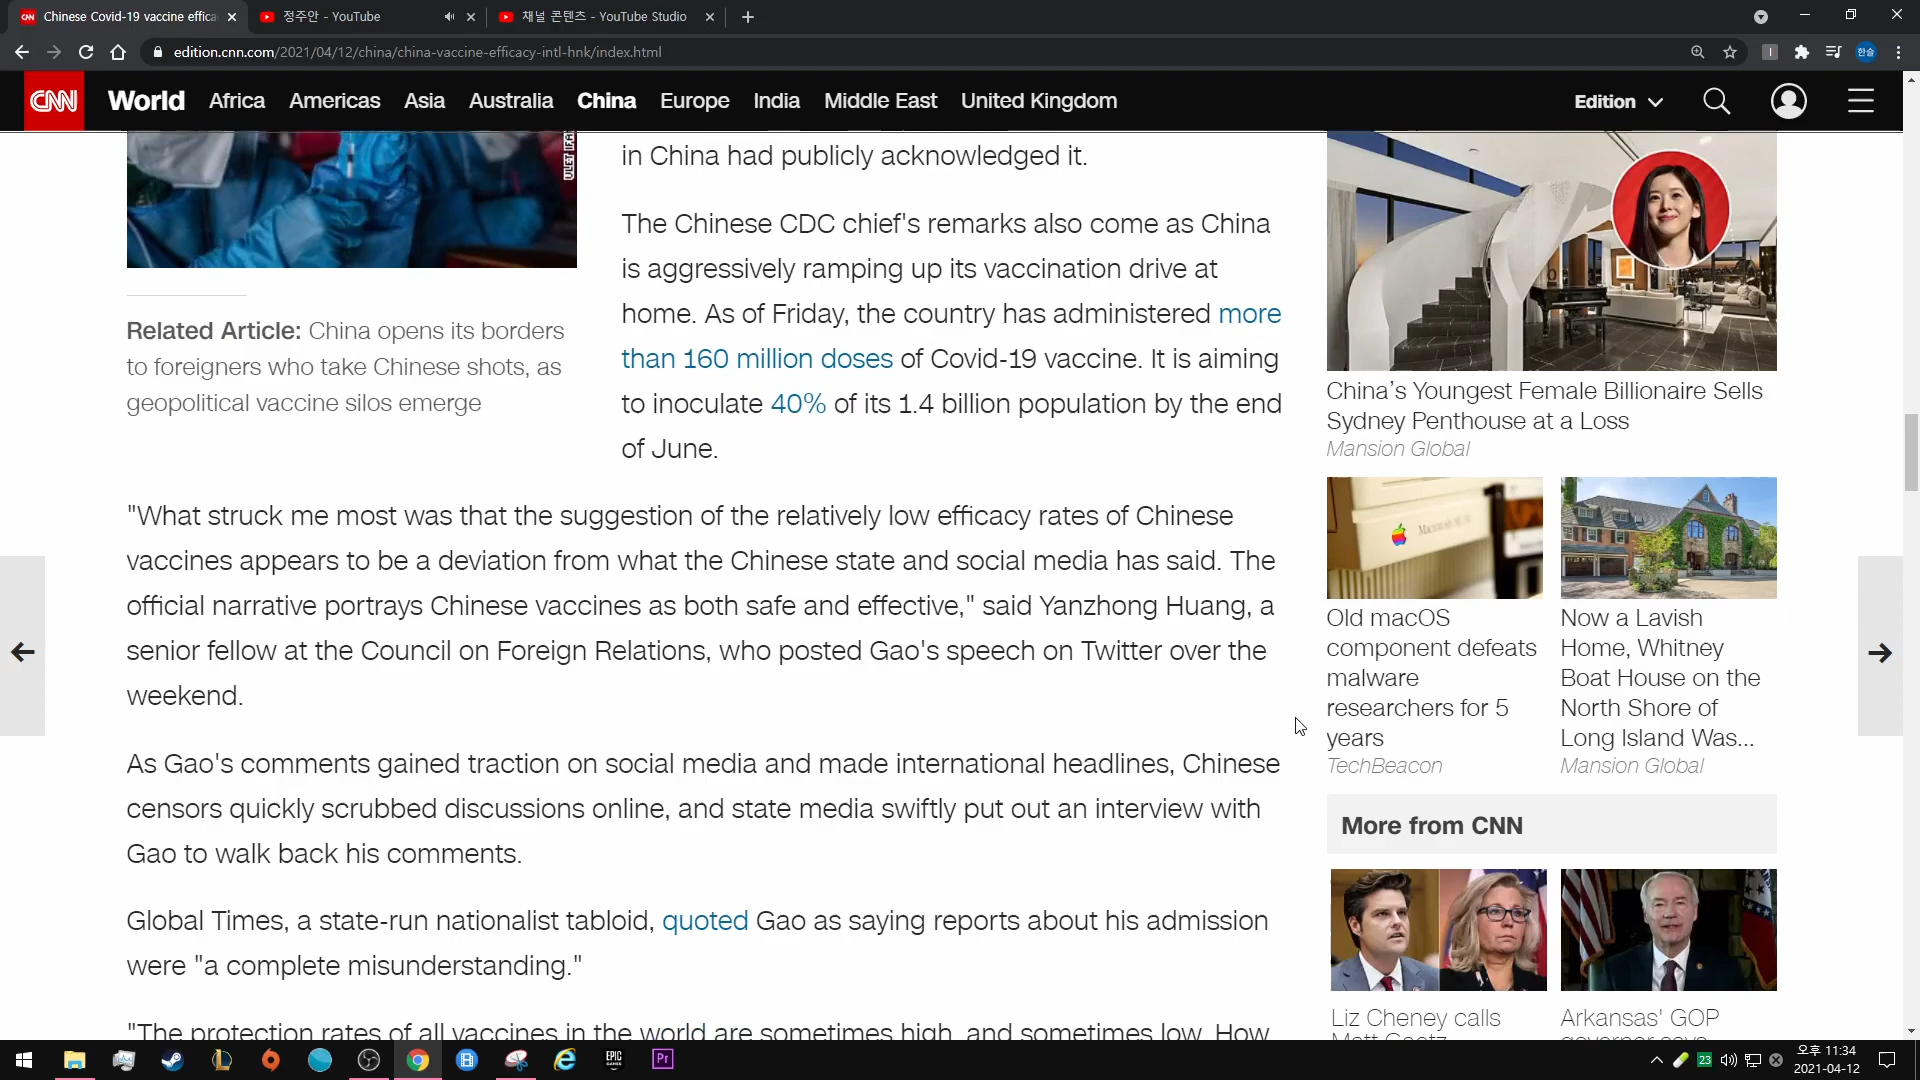 Chinese Covid-19 vaccine effica
정주안 - YouTube
채널 콘텐츠 - YouTube Studio
edition.cnn.com/2021/04/12/china/china-vaccine-efficacy-intl-hnk/index.html
한솔
CNN World Africa Americas Asia Australia China Europe India Middle East United Kingdom
Edition
in China had publicly acknowledged it.
The Chinese CDC chief's remarks also come as China
is aggressively ramping up its vaccination drive at
home. As of Friday, the country has administered more
than 160 million doses of Covid-19 vaccine. It is aiming
to inoculate 40% of its 1.4 billion population by the end
of June.
Related Article: China opens its borders
to foreigners who take Chinese shots, as
geopolitical vaccine silos emerge
"What struck me most was that the suggestion of the relatively low efficacy rates of Chinese
vaccines appears to be a deviation from what the Chinese state and social media has said. The
official narrative portrays Chinese vaccines as both safe and effective," said Yanzhong Huang, a
senior fellow at the Council on Foreign Relations, who posted Gao's speech on Twitter over the
weekend.
As Gao's comments gained traction on social media and made international headlines, Chinese
censors quickly scrubbed discussions online, and state media swiftly put out an interview with
Gao to walk back his comments.
Global Times, a state-run nationalist tabloid, quoted Gao as saying reports about his admission
were "a complete misunderstanding."
"The protection rates of all vaccines in the world are sometimes high, and sometimes low. How
China's Youngest Female Billionaire Sells
Sydney Penthouse at a Loss
Mansion Global
Old macOS
component defeats
malware
researchers for 5
years
TechBeacon
Now a Lavish
Home, Whitney
Boat House on the
North Shore of
Long Island Was...
Mansion Global
More from CNN
Liz Cheney calls
Matt Gaetz
Arkansas' GOP
governor says
EPIC
GAMES
Pr
23
오후 11:34
2021-04-12